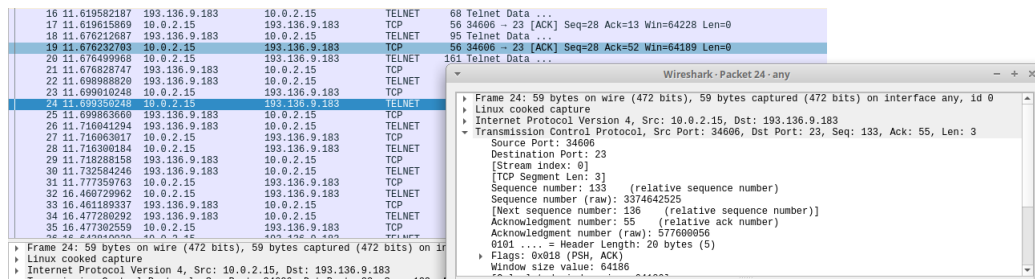 16 11.619582187 193.136.9.183 10.0.2.15 TELNET 68 Telnet Data ...
17 11.619615869 10.0.2.15 193.136.9.183 TCP 56 34606 → 23 [ACK] Seq=28 Ack=13 Win=64228 Len=0
18 11.676212687 193.136.9.183 10.0.2.15 TELNET 95 Telnet Data ...
19 11.676232703 10.0.2.15 193.136.9.183 TCP 56 34606 → 23 [ACK] Seq=28 Ack=52 Win=64189 Len=0
20 11.676499968 10.0.2.15 193.136.9.183 TELNET 161 Telnet Data ...
21 11.676828747 193.136.9.183 10.0.2.15 TCP
22 11.698988820 193.136.9.183 10.0.2.15 TELNET
23 11.699010248 10.0.2.15 193.136.9.183 TCP
24 11.699350248 10.0.2.15 193.136.9.183 TELNET
25 11.699863660 193.136.9.183 10.0.2.15 TCP
26 11.716041294 193.136.9.183 10.0.2.15 TELNET
27 11.716063017 10.0.2.15 193.136.9.183 TCP
28 11.716300184 10.0.2.15 193.136.9.183 TELNET
29 11.718288158 193.136.9.183 10.0.2.15 TCP
30 11.732584246 193.136.9.183 10.0.2.15 TELNET
31 11.777359763 10.0.2.15 193.136.9.183 TCP
32 16.460729962 10.0.2.15 193.136.9.183 TELNET
33 16.461189337 193.136.9.183 10.0.2.15 TCP
34 16.477280292 193.136.9.183 10.0.2.15 TELNET
35 16.477302559 10.0.2.15 193.136.9.183 TCP
Frame 24: 59 bytes on wire (472 bits), 59 bytes captured (472 bits) on in
Linux cooked capture
Internet Protocol Version 4, Src: 10.0.2.15, Dst: 193.136.9.183
Wireshark · Packet 24 · any
Frame 24: 59 bytes on wire (472 bits), 59 bytes captured (472 bits) on interface any, id 0
Linux cooked capture
Internet Protocol Version 4, Src: 10.0.2.15, Dst: 193.136.9.183
Transmission Control Protocol, Src Port: 34606, Dst Port: 23, Seq: 133, Ack: 55, Len: 3
Source Port: 34606
Destination Port: 23
[Stream index: 0]
[TCP Segment Len: 3]
Sequence number: 133 (relative sequence number)
Sequence number (raw): 3374642525
[Next sequence number: 136 (relative sequence number)]
Acknowledgment number: 55 (relative ack number)
Acknowledgment number (raw): 577600056
0101 .... = Header Length: 20 bytes (5)
Flags: 0x018 (PSH, ACK)
Window size value: 64186